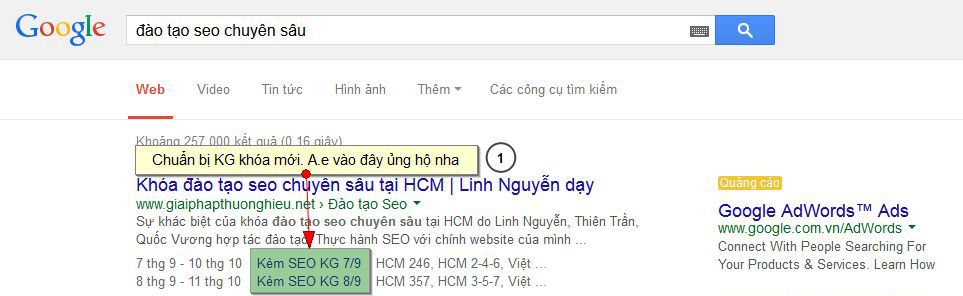 Google
đào tạo seo chuyên sâu
Web Video Tin tức Hình ảnh Thêm Các công cụ tìm kiếm
Khoảng 257.000 kết quả (0,16 giây)
Chuẩn bị KG khóa mới. A.e vào đây ủng hộ nha 1
Khóa đào tạo seo chuyên sâu tại HCM | Linh Nguyễn dạy
www.giaiphapthuonghieu.net › Đào tạo Seo
Sự khác biệt của khóa đào tạo seo chuyên sâu tại HCM do Linh Nguyễn, Thiên Trần,
Quốc Vương hợp tác đào tạo. Thực hành SEO với chính website của mình ...
7 thg 9 - 10 thg 10 Kèm SEO KG 7/9 HCM 246, HCM 2-4-6, Việt ...
8 thg 9 - 11 thg 10 Kèm SEO KG 8/9 HCM 357, HCM 3-5-7, Việt ...
Quảng cáo
Google AdWords™ Ads
www.google.com.vn/AdWords
Connect With People Searching For
Your Products & Services. Learn How